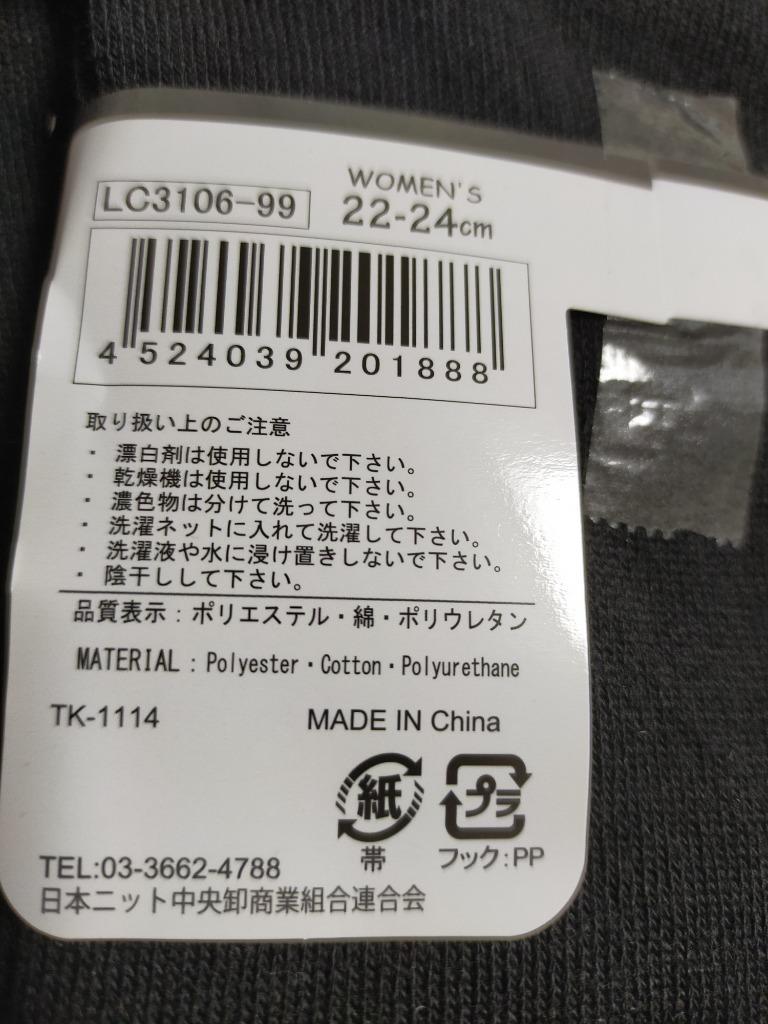 LC3106-99
WOMEN'S
22-24cm
4 524039 201888
取り扱い上のご注意
・ 漂白剤は使用しないで下さい。
・ 乾燥機は使用しないで下さい。
・ 濃色物は分けて洗って下さい。
・ 洗濯ネットに入れて洗濯して下さい。
・ 洗濯液や水に浸け置きしないで下さい。
・ 陰干しして下さい。
品質表示：ポリエステル・綿・ポリウレタン
MATERIAL：Polyester・Cotton・Polyurethane
TK-1114 MADE IN China
紙 プラ
帯 フック:PP
TEL:03-3662-4788
日本ニット中央卸商業組合連合会